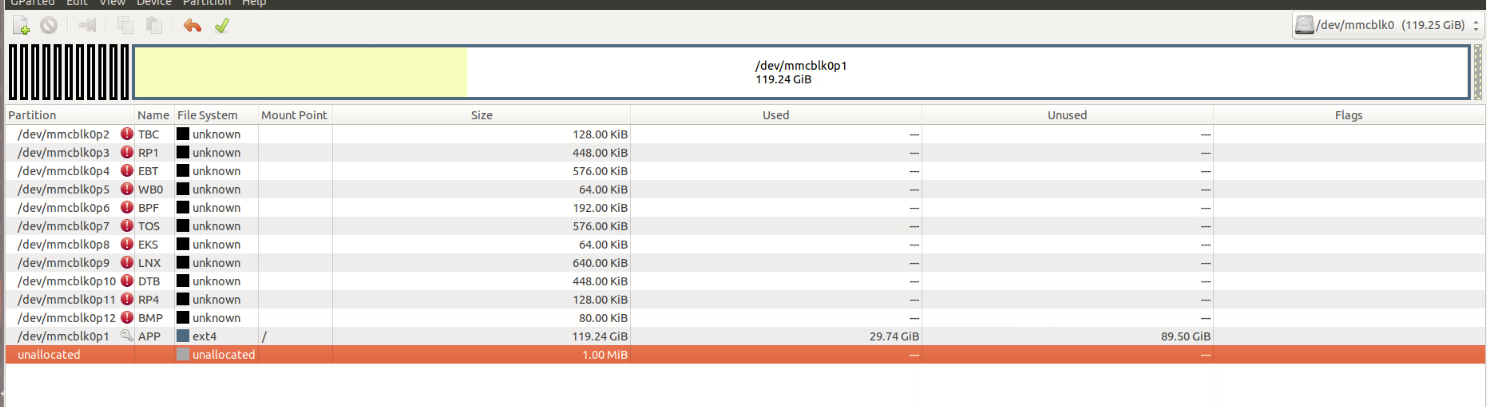 GParted Edit View Device Partition Help
/dev/mmcblk0 (119.25 GiB)
/dev/mmcblk0p1
119.24 GiB
Partition Name File System Mount Point Size Used Unused Flags
/dev/mmcblk0p2 TBC unknown 128.00 KiB --- ---
/dev/mmcblk0p3 RP1 unknown 448.00 KiB --- ---
/dev/mmcblk0p4 EBT unknown 576.00 KiB --- ---
/dev/mmcblk0p5 WB0 unknown 64.00 KiB --- ---
/dev/mmcblk0p6 BPF unknown 192.00 KiB --- ---
/dev/mmcblk0p7 TOS unknown 576.00 KiB --- ---
/dev/mmcblk0p8 EKS unknown 64.00 KiB --- ---
/dev/mmcblk0p9 LNX unknown 640.00 KiB --- ---
/dev/mmcblk0p10 DTB unknown 448.00 KiB --- ---
/dev/mmcblk0p11 RP4 unknown 128.00 KiB --- ---
/dev/mmcblk0p12 BMP unknown 80.00 KiB --- ---
/dev/mmcblk0p1 APP ext4 / 119.24 GiB 29.74 GiB 89.50 GiB
unallocated unallocated 1.00 MiB --- ---